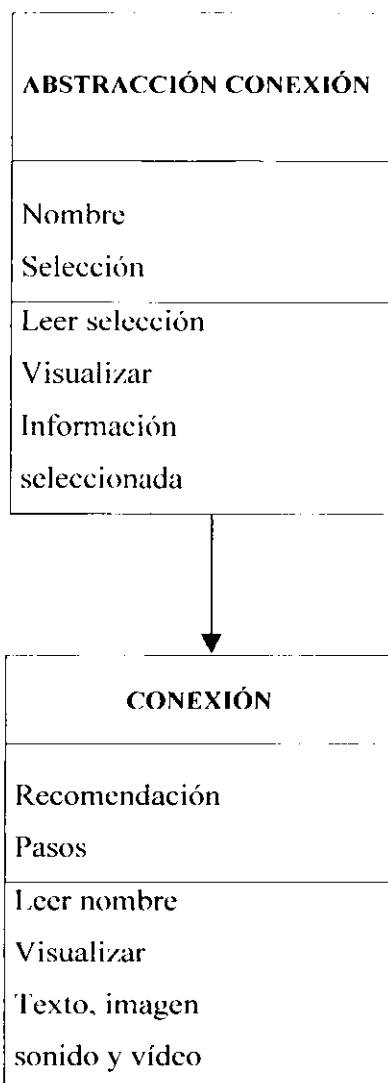 ABSTRACCIÓN CONEXIÓN
Nombre
Selección
Leer selección
Visualizar
Información
seleccionada
CONEXIÓN
Recomendación
Pasos
Leer nombre
Visualizar
Texto, imagen
sonido y vídeo